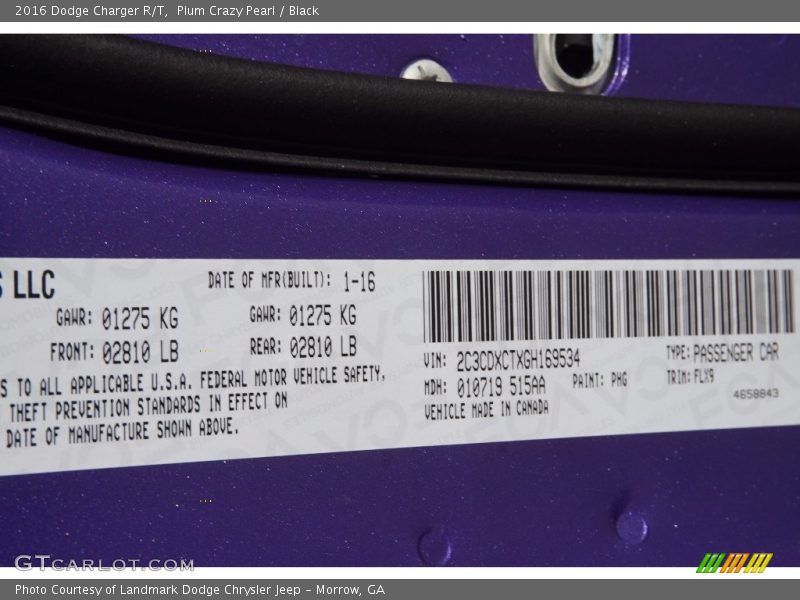 2016 Dodge Charger R/T, Plum Crazy Pearl / Black
S LLC
DATE OF MFR(BUILT): 1-16
GAWR: 01275 KG GAWR: 01275 KG
FRONT: 02810 LB REAR: 02810 LB
S TO ALL APPLICABLE U.S.A. FEDERAL MOTOR VEHICLE SAFETY,
THEFT PREVENTION STANDARDS IN EFFECT ON
DATE OF MANUFACTURE SHOWN ABOVE.
VIN: 2C3CDXCTXGH169534 TYPE: PASSENGER CAR
MDH: 010719 515AA PAINT: PHG TRIM: FLX9
VEHICLE MADE IN CANADA 4658843
GTCARLOT.COM
Photo Courtesy of Landmark Dodge Chrysler Jeep - Morrow, GA